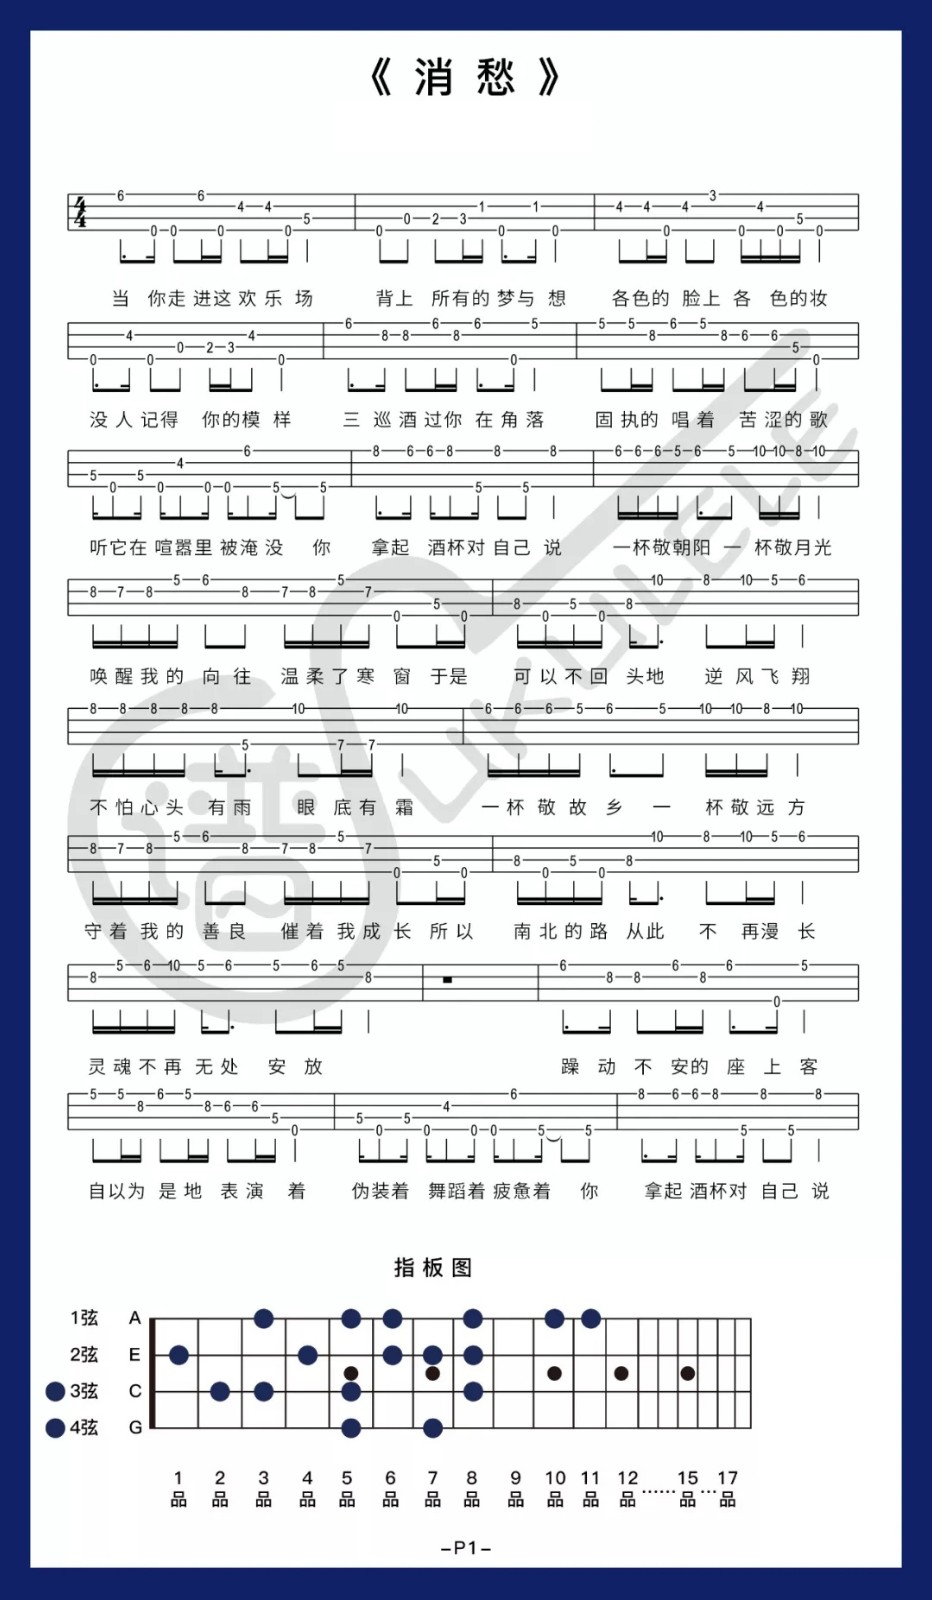 《消愁》
6 6 4 4 5 0 0 0 0 0 0 2 3 1 0 1 0 4 4 0 4 3 0 4 0 5 0
4
4
当 你走 进这 欢 乐 场 背上 所有的 梦与 想 各色的 脸上 各 色的妆
0 4 0 0 2 3 4 0 6 8 8 6 8 6 0 5 5 5 8 6 5 8 6 6 5 0
没 人 记得 你的模 样 三 巡酒过你 在 角 落 固执的 唱着 苦涩的歌
5 0 5 0 4 0 0 6 5 5 8 6 6 8 5 8 5 8 6 6 6 5 6 5 10 10 8 10
听它在 喧嚣里 被淹没 你 拿起 酒杯对 自己 说 一杯敬朝阳 一 杯敬月光
8 7 8 5 6 8 7 8 5 7 0 5 0 8 0 5 0 8 10 8 10 5 6
唤醒我的 向往 温柔了寒 窗 于是 可以不回 头地 逆风飞翔
8 8 8 8 8 5 10 7 7 10 6 6 6 5 6 5 10 10 8 10
不怕心头 有雨 眼 底有 霜 一杯敬故 乡 一 杯敬远方
8 7 8 5 6 8 7 8 5 7 0 5 0 8 0 5 0 8 10 8 10 5 6
守着我的 善良 催着我成 长 所以 南北的路 从此 不 再漫 长
8 5 6 10 5 6 5 6 5 8 6 8 8 6 8 6 0 5
灵魂不再 无处 安 放 躁 动 不 安的 座 上 客
5 5 8 6 5 8 6 6 5 0 5 0 5 0 4 0 0 6 5 5 8 6 6 8 5 8 5 8
自以为 是地 表演 着 伪装着 舞蹈着 疲惫着 你 拿起 酒杯对 自己 说
谱
UKULELE
指板图
1弦 A
2弦 E
3弦 C
4弦 G
1 2 3 4 5 6 7 8 9 10 11 12 15 17
品 品 品 品 品 品 品 品 品 品 品 品 ······ 品 ··· 品
–P1–